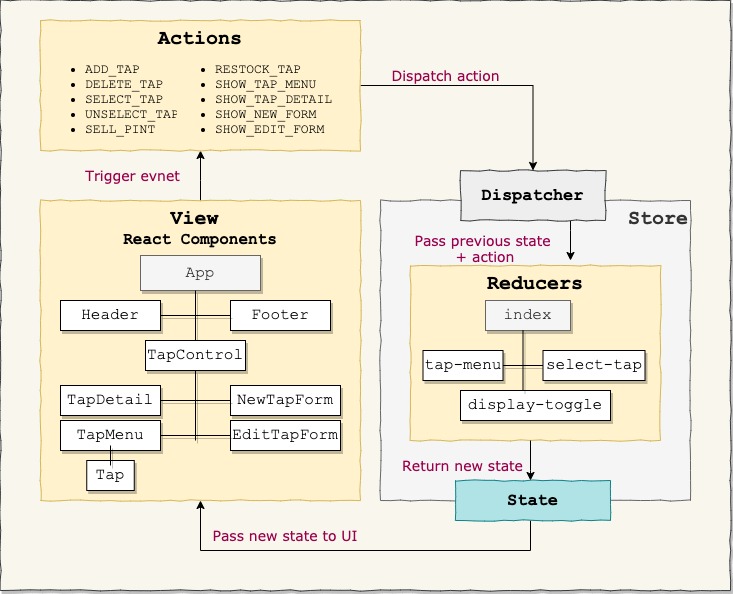 Actions
ADD_TAP
DELETE_TAP
SELECT_TAP
UNSELECT_TAP
SELL_PINT
RESTOCK_TAP
SHOW_TAP_MENU
SHOW_TAP_DETAIL
SHOW_NEW_FORM
SHOW_EDIT_FORM
Dispatch action
Trigger evnet
Dispatcher
Store
View
React Components
App
Header
Footer
TapControl
TapDetail
NewTapForm
TapMenu
EditTapForm
Tap
Pass previous state
+ action
Reducers
index
tap-menu
select-tap
display-toggle
Return new state
State
Pass new state to UI